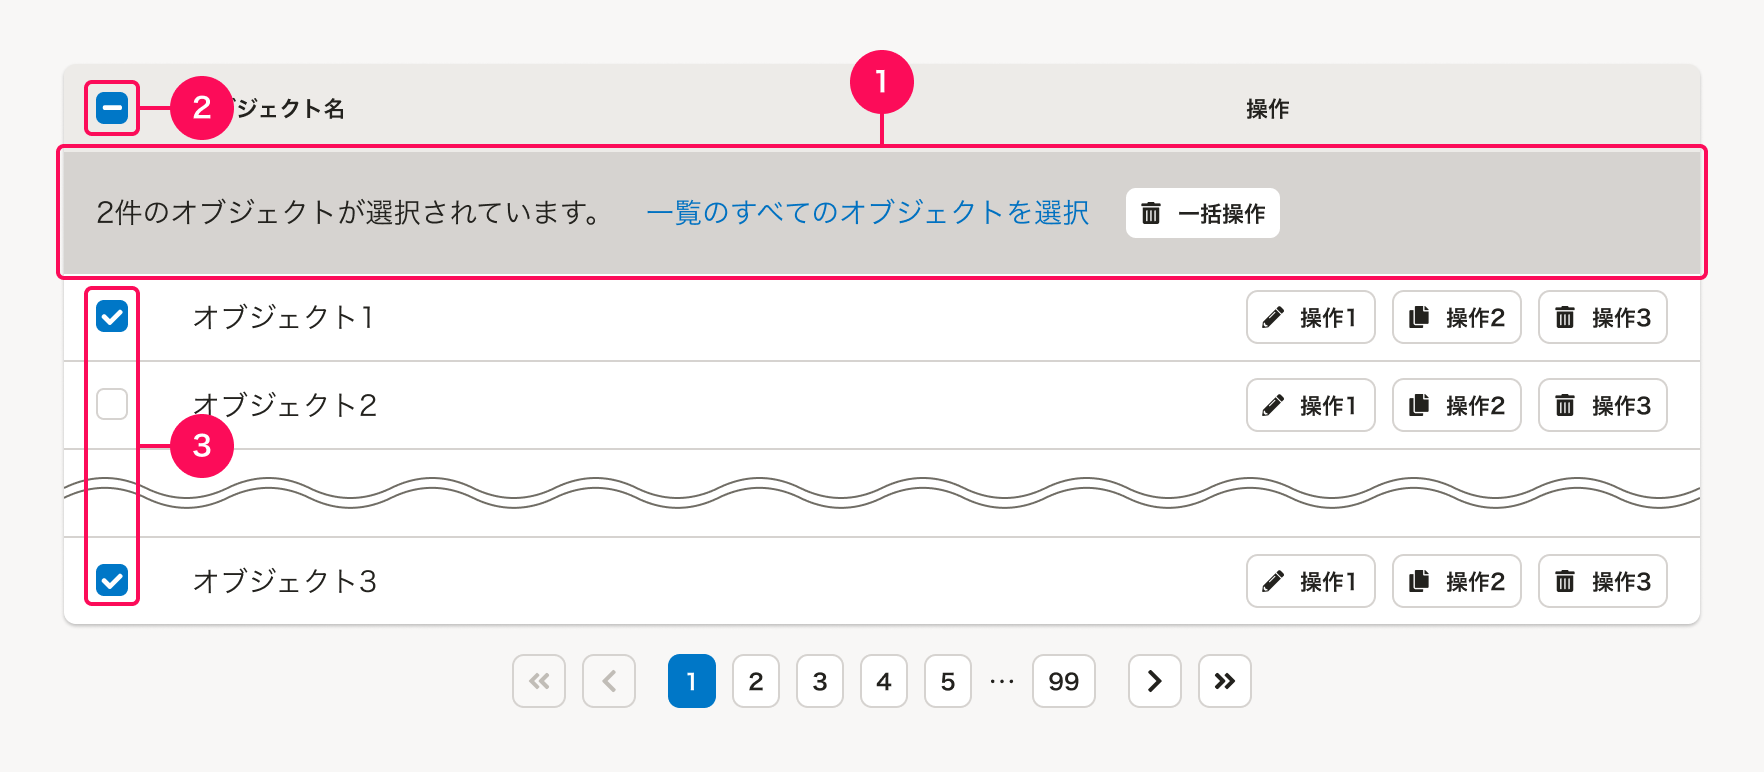 1
2 ブジェクト名 操作
2件のオブジェクトが選択されています。 一覧のすべてのオブジェクトを選択 一括操作
オブジェクト1 操作1 操作2 操作3
オブジェクト2 操作1 操作2 操作3
3
オブジェクト3 操作1 操作2 操作3
1 2 3 4 5 … 99